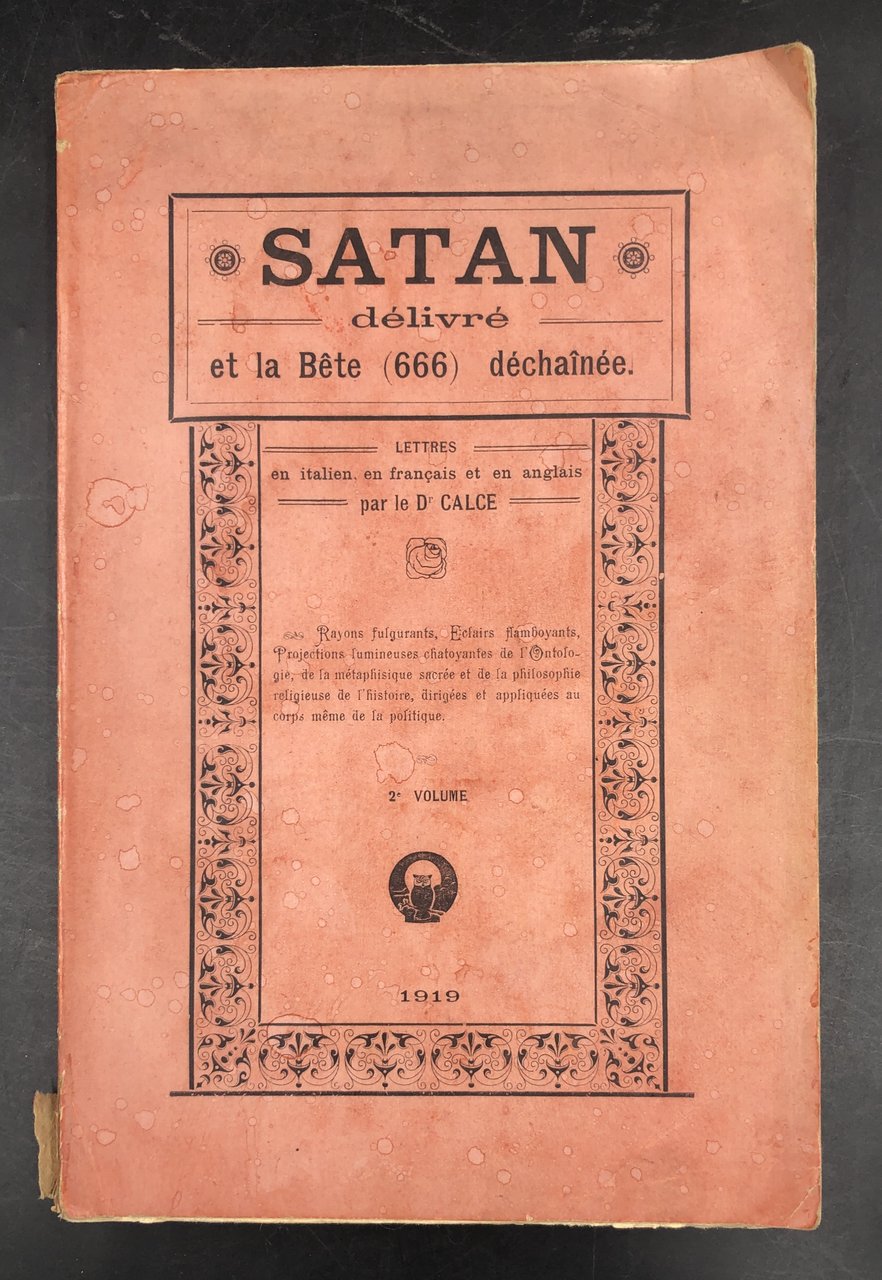 SATAN
délivré
et la Bête (666) déchaînée.
LETTRES
en italien, en français et en anglais
par le Dr CALCE
Rayons fulgurants, Eclairs flamboyants,
Projections lumineuses chatoyantes de l'Ontolo-
gie, de la métaphisique sacrée et de la philosophie
religieuse de l'histoire, dirigées et appliquées au
corps même de la politique.
2e VOLUME
1919